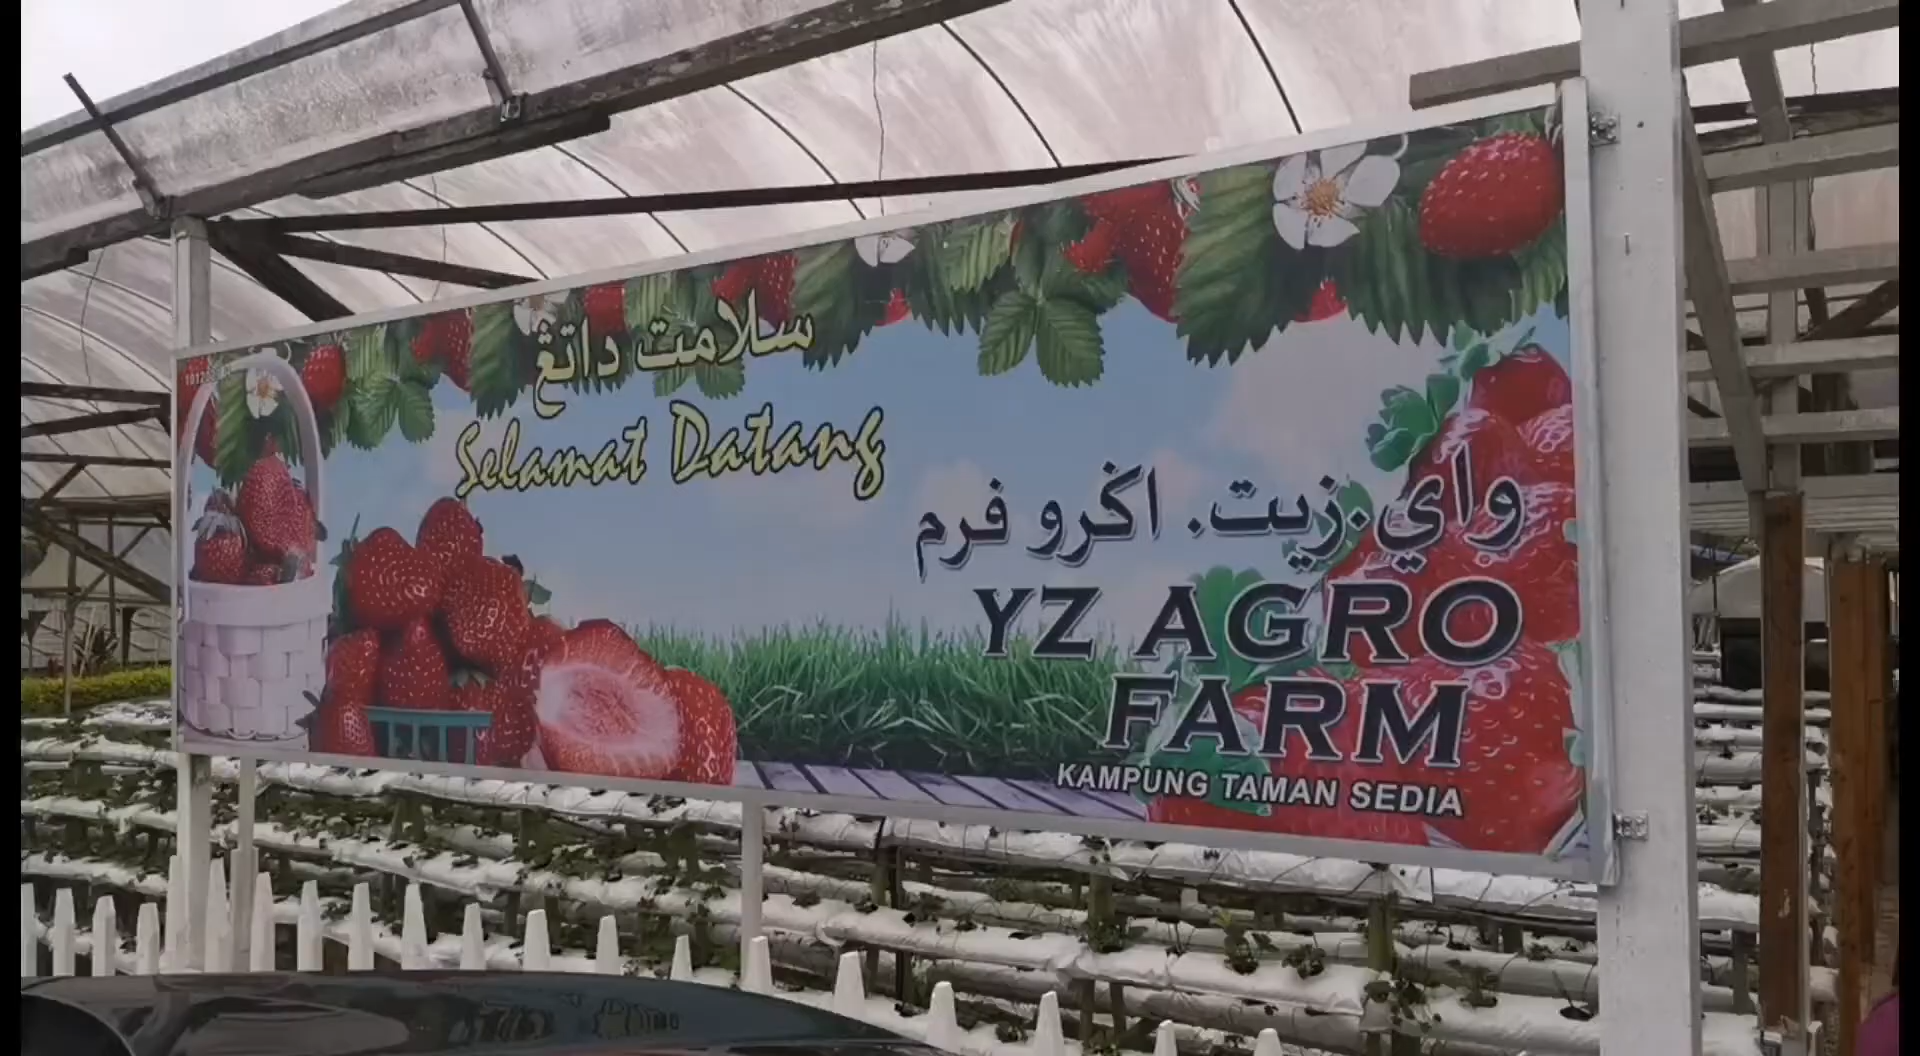 سلامت داتڠ
Selamat Datang
واي.زيت. اڬرو فرم
YZ AGRO
FARM
KAMPUNG TAMAN SEDIA